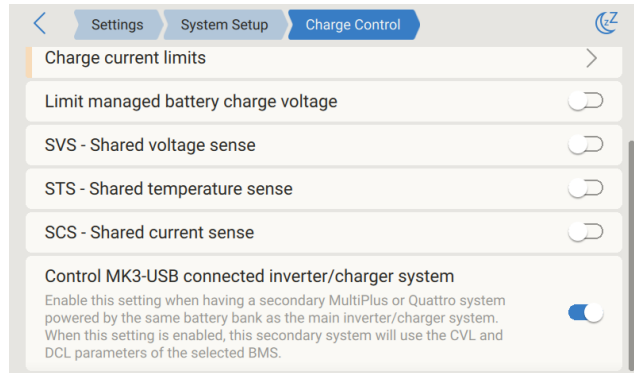 Settings System Setup Charge Control
zZ
Charge current limits
Limit managed battery charge voltage
SVS - Shared voltage sense
STS - Shared temperature sense
SCS - Shared current sense
Control MK3-USB connected inverter/charger system
Enable this setting when having a secondary MultiPlus or Quattro system
powered by the same battery bank as the main inverter/charger system.
When this setting is enabled, this secondary system will use the CVL and
DCL parameters of the selected BMS.